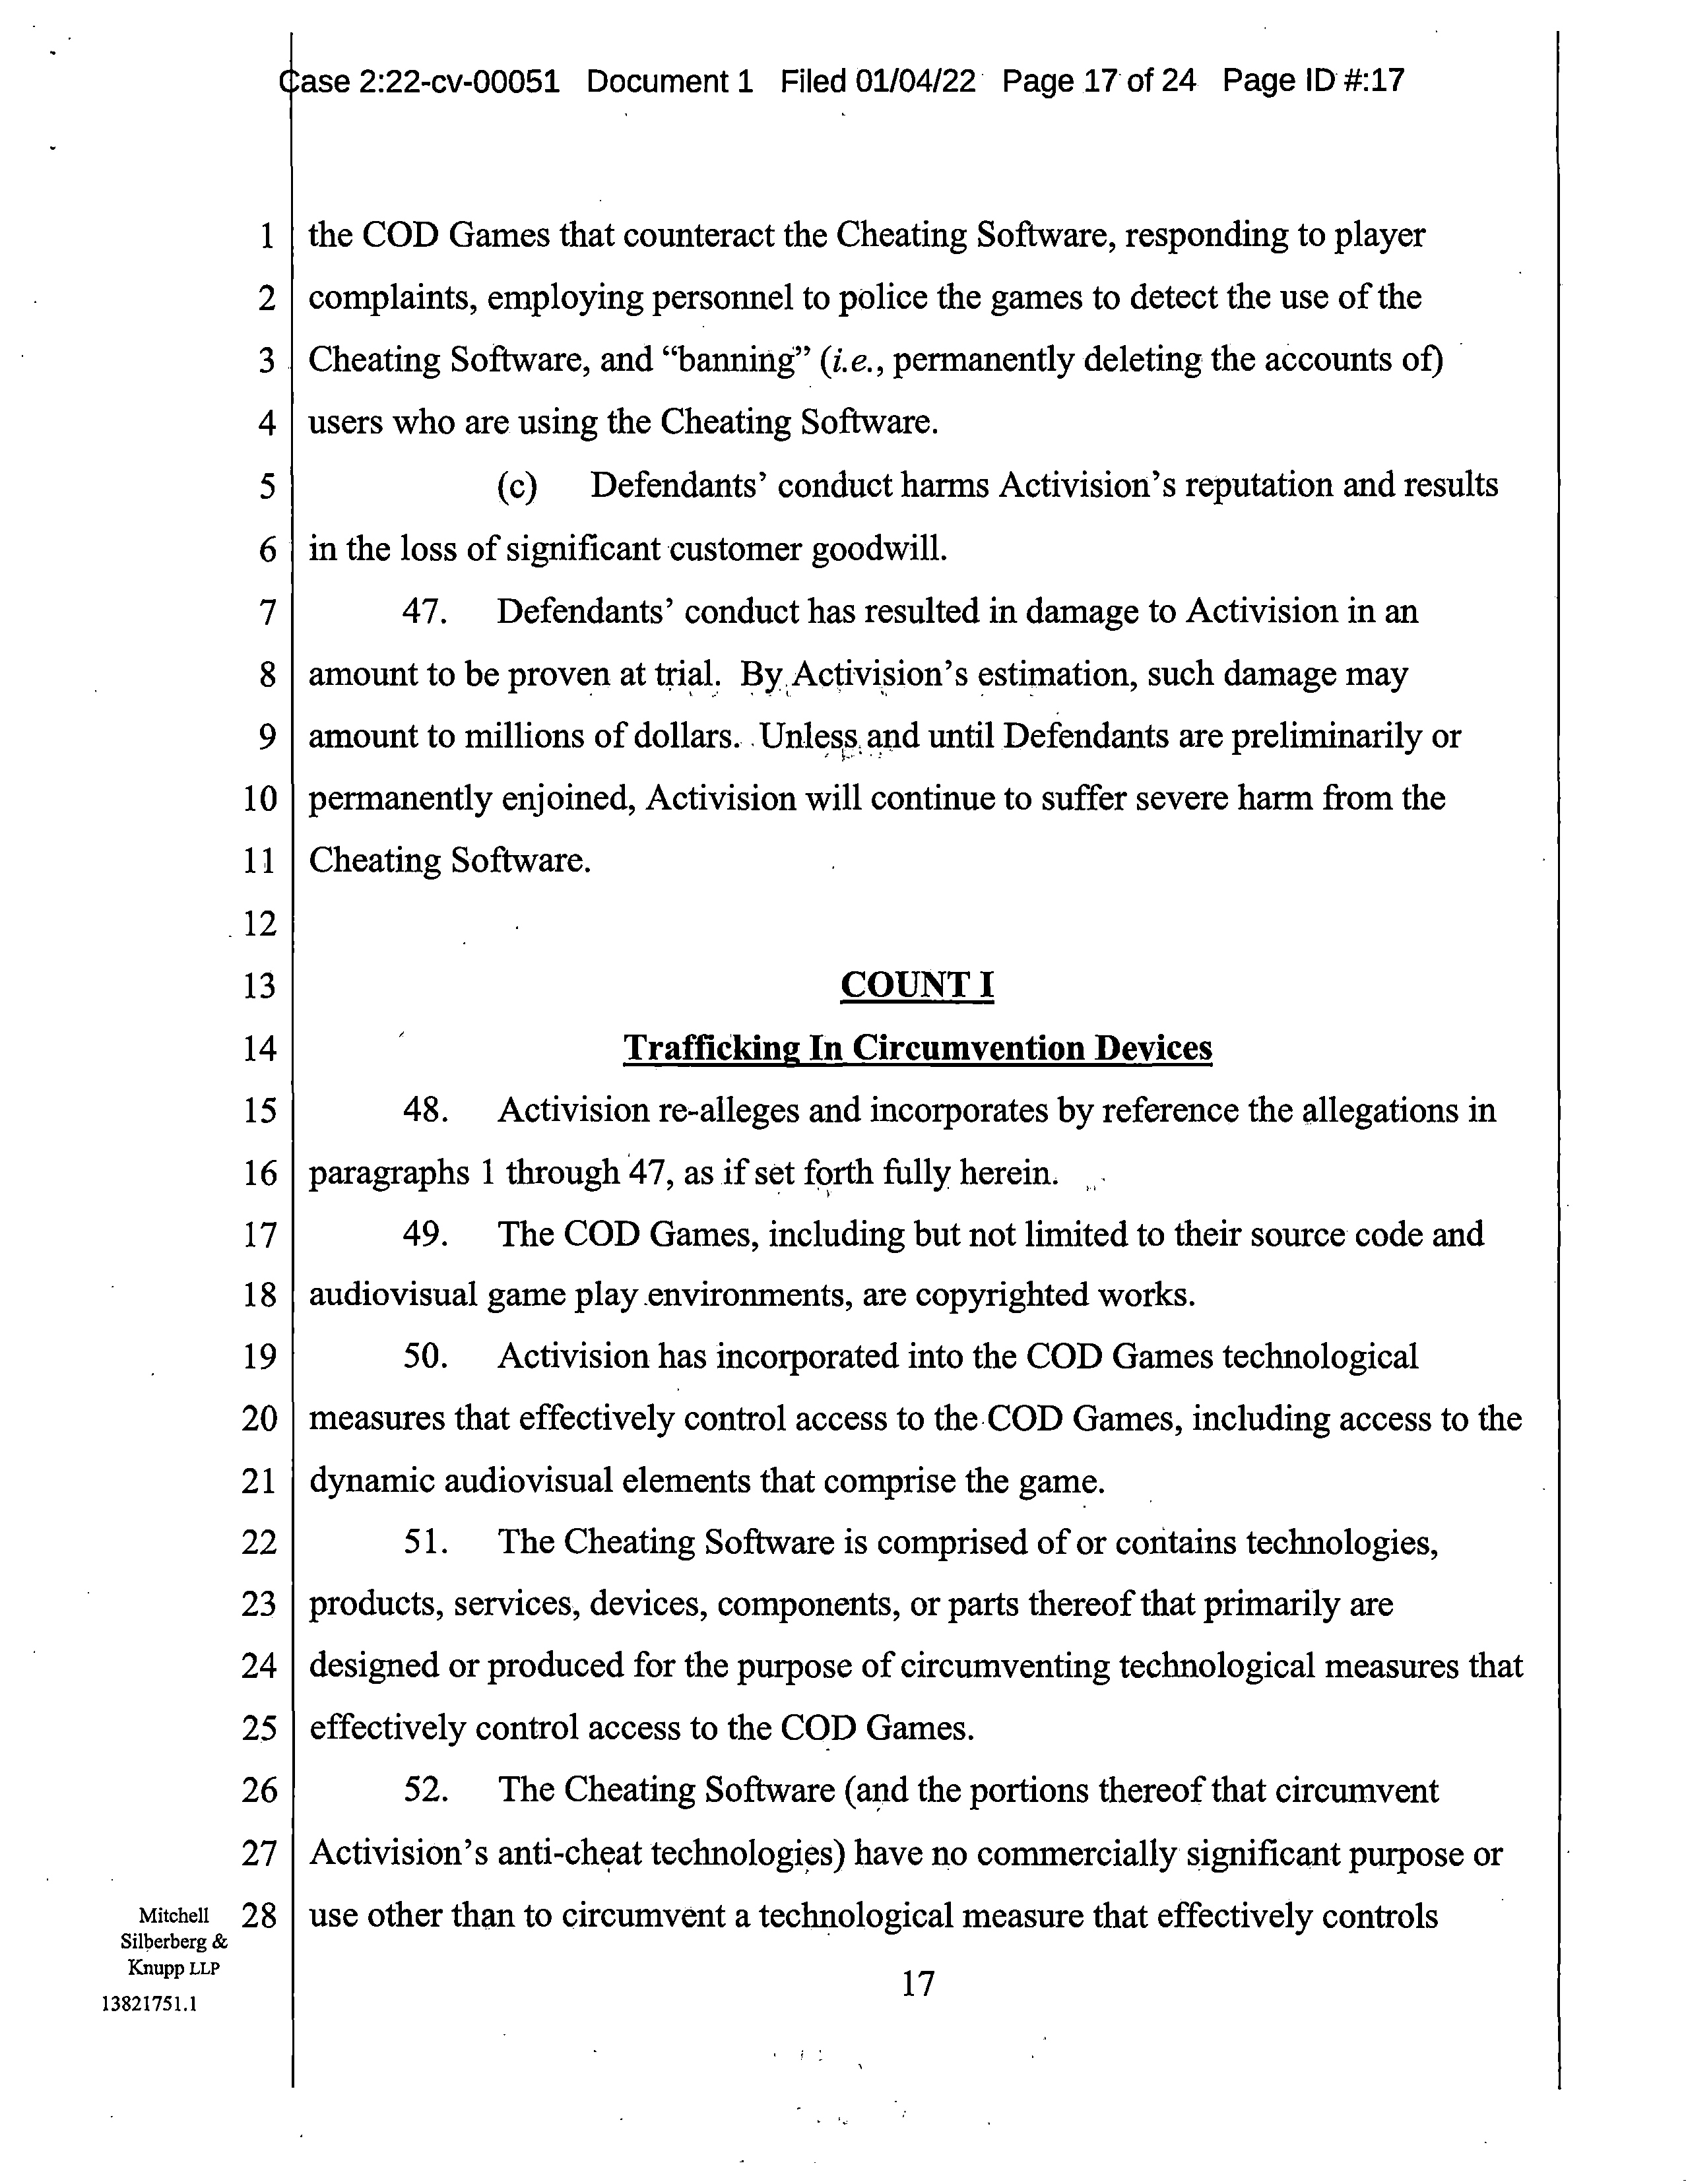 Case 2:22-cv-00051 Document 1 Filed 01/04/22 Page 17 of 24 Page ID #:17
1 the COD Games that counteract the Cheating Software, responding to player
2 complaints, employing personnel to police the games to detect the use of the
3 Cheating Software, and “banning” (i.e., permanently deleting the accounts of)
4 users who are using the Cheating Software.
5 (c) Defendants’ conduct harms Activision’s reputation and results
6 in the loss of significant customer goodwill.
7 47. Defendants’ conduct has resulted in damage to Activision in an
8 amount to be proven at trial. By Activision’s estimation, such damage may
9 amount to millions of dollars. Unless and until Defendants are preliminarily or
10 permanently enjoined, Activision will continue to suffer severe harm from the
11 Cheating Software.
12
13 COUNT I
14 Trafficking In Circumvention Devices
15 48. Activision re-alleges and incorporates by reference the allegations in
16 paragraphs 1 through 47, as if set forth fully herein.
17 49. The COD Games, including but not limited to their source code and
18 audiovisual game play environments, are copyrighted works.
19 50. Activision has incorporated into the COD Games technological
20 measures that effectively control access to the COD Games, including access to the
21 dynamic audiovisual elements that comprise the game.
22 51. The Cheating Software is comprised of or contains technologies,
23 products, services, devices, components, or parts thereof that primarily are
24 designed or produced for the purpose of circumventing technological measures that
25 effectively control access to the COD Games.
26 52. The Cheating Software (and the portions thereof that circumvent
27 Activision’s anti-cheat technologies) have no commercially significant purpose or
28 use other than to circumvent a technological measure that effectively controls
Mitchell
Silberberg &
Knupp LLP
13821751.1
17